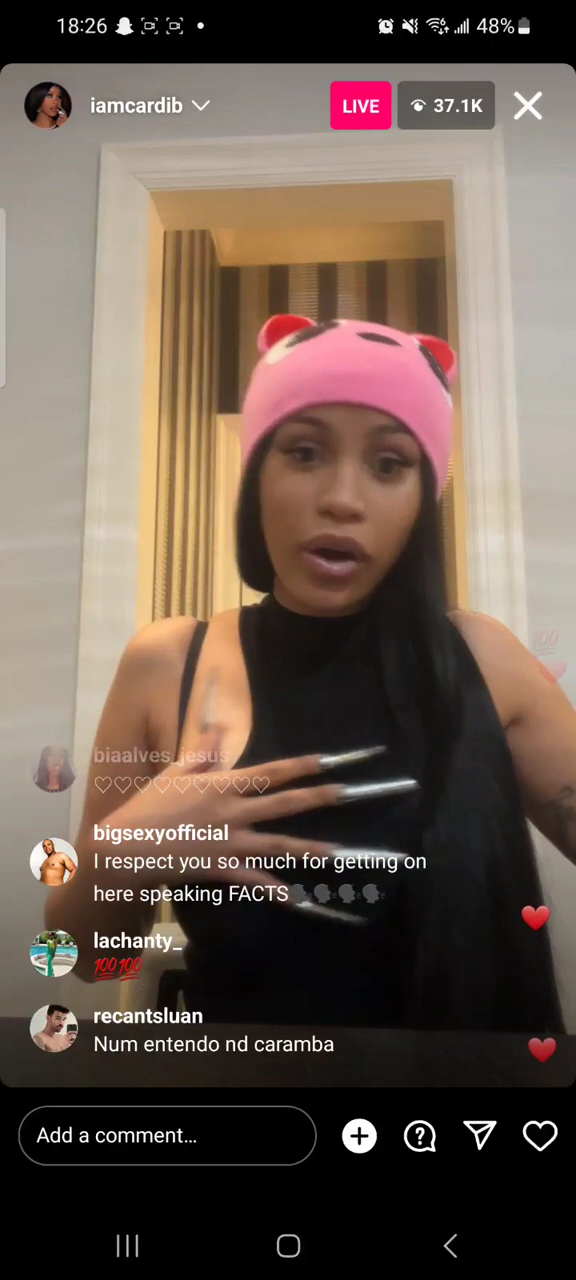 18:26
48%
iamcardib
LIVE
37.1K
biaalves_jesus
♡♡♡♡♡♡♡♡♡
bigsexyofficial
I respect you so much for getting on
here speaking FACTS🗣🗣🗣🗣
lachanty_
💯💯
recantsluan
Num entendo nd caramba
Add a comment...